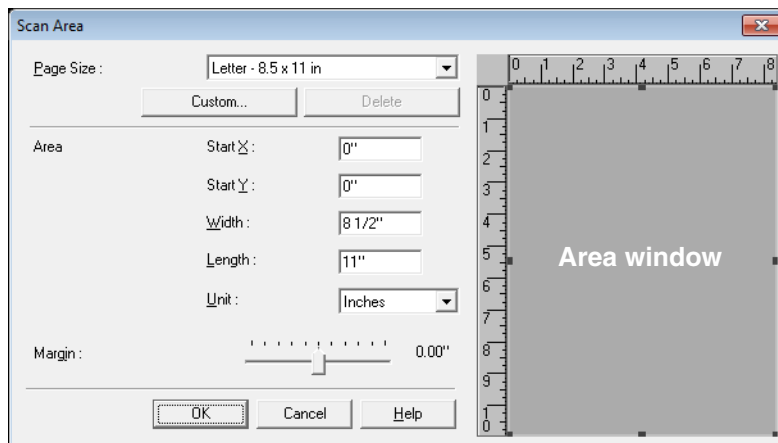 Scan Area
Page Size : Letter - 8.5 x 11 in
Custom... Delete
Area Start X : 0"
Start Y : 0"
Width : 8 1/2"
Length : 11"
Unit : Inches
Margin : 0.00"
OK Cancel Help
0 1 2 3 4 5 6 7 8
0
1
2
3
4
5
6
7
8
9
10
Area window